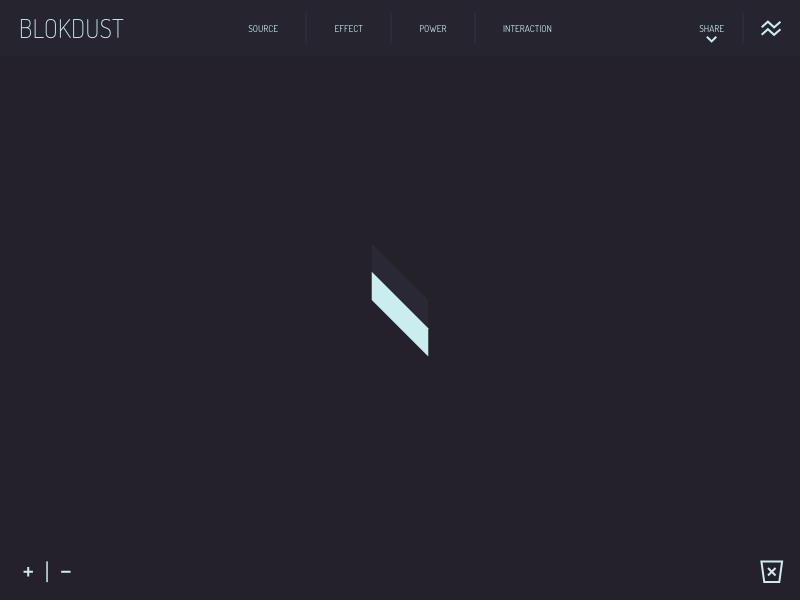 BLOKDUST
SOURCE
EFFECT
POWER
INTERACTION
SHARE